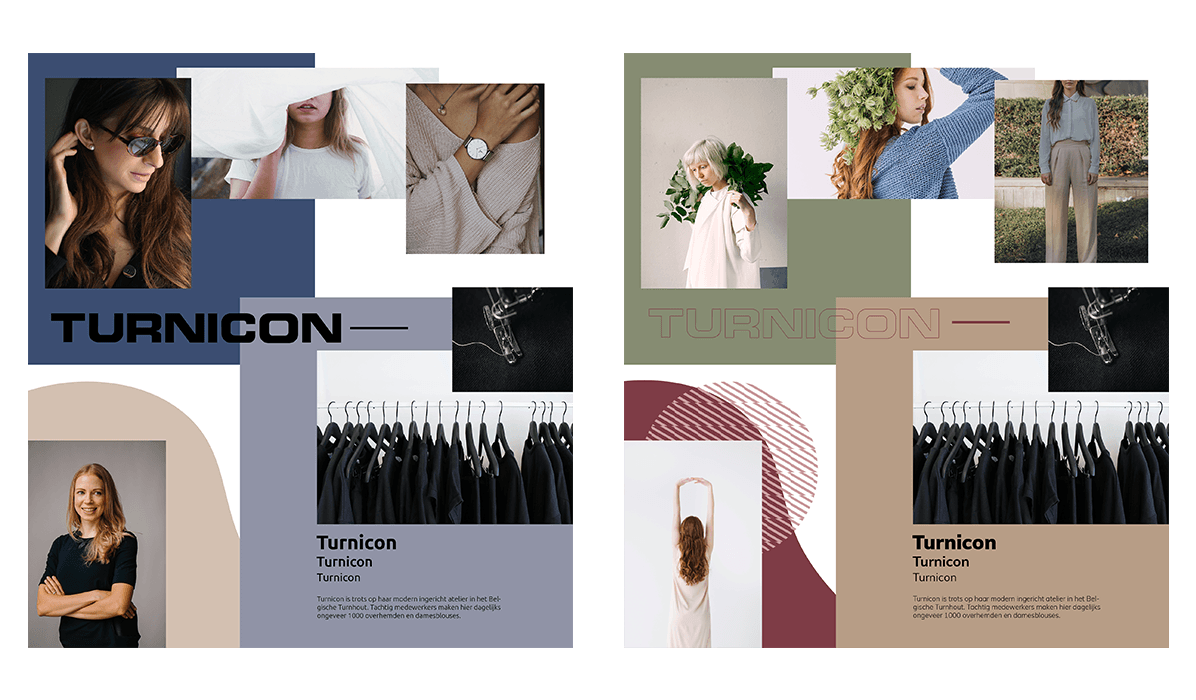 TURNICON
Turnicon
Turnicon
Turnicon
Turnicon is trots op haar modern ingericht atelier in het Bel-
gische Turnhout. Tachtig medewerkers maken hier dagelijks
ongeveer 1000 overhemden en damesblouses.
TURNICON
Turnicon
Turnicon
Turnicon
Turnicon is trots op haar modern ingericht atelier in het Bel-
gische Turnhout. Tachtig medewerkers maken hier dagelijks
ongeveer 1000 overhemden en damesblouses.